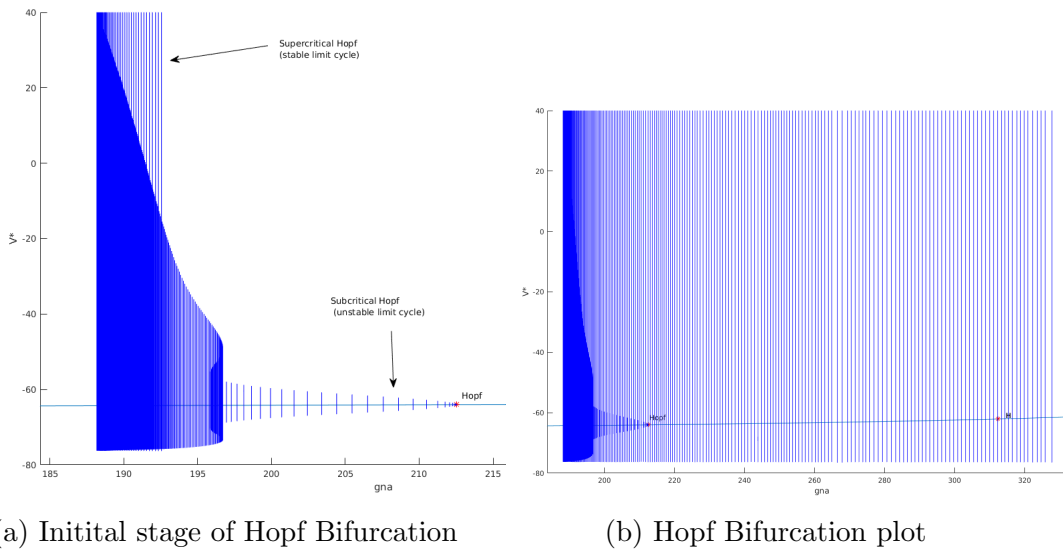 40
20
0
-20
-40
-60
-80
V*
185
190
195
200
205
210
215
gna
Supercritical Hopf
(stable limit cycle)
Subcritical Hopf
(unstable limit cycle)
Hopf
a) Initital stage of Hopf Bifurcation
40
20
0
-20
-40
-60
-80
V*
200
220
240
260
280
300
320
gna
Hopf
H
(b) Hopf Bifurcation plot